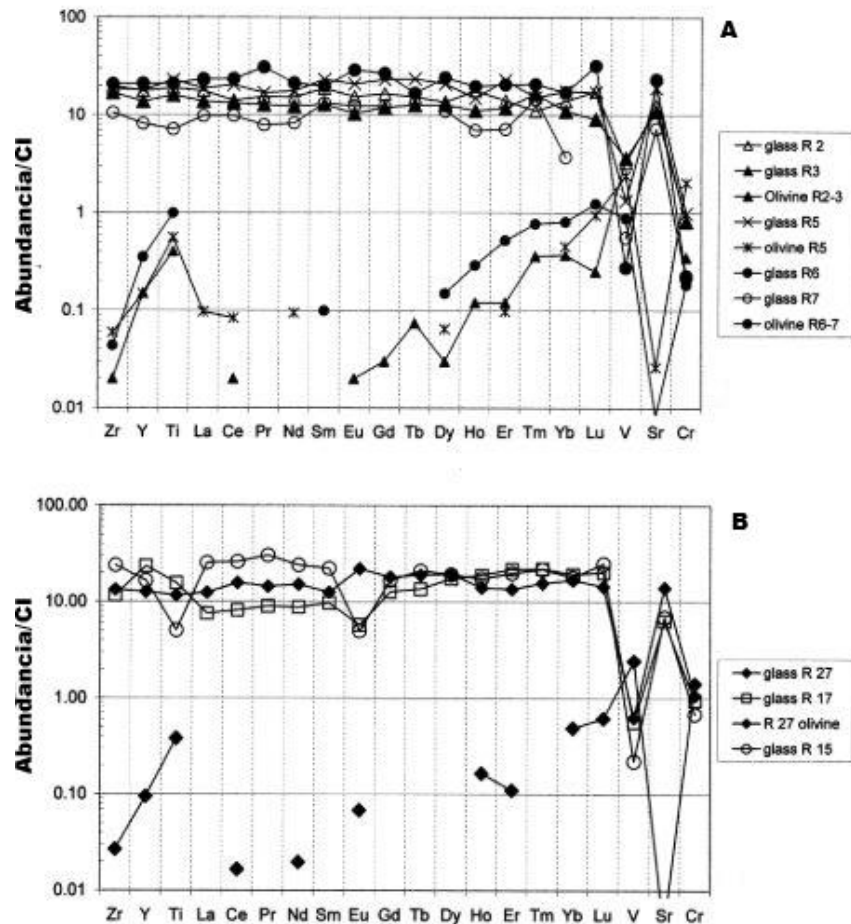 A
Abundancia/CI
100
10
1
0.1
0.01
Zr Y Ti La Ce Pr Nd Sm Eu Gd Tb Dy Ho Er Tm Yb Lu V Sr Cr
glass R 2
glass R3
Olivine R2-3
glass R5
olivine R5
glass R6
glass R7
olivine R6-7
B
Abundancia/CI
100.00
10.00
1.00
0.10
0.01
Zr Y Ti La Ce Pr Nd Sm Eu Gd Tb Dy Ho Er Tm Yb Lu V Sr Cr
glass R 27
glass R 17
R 27 olivine
glass R 15